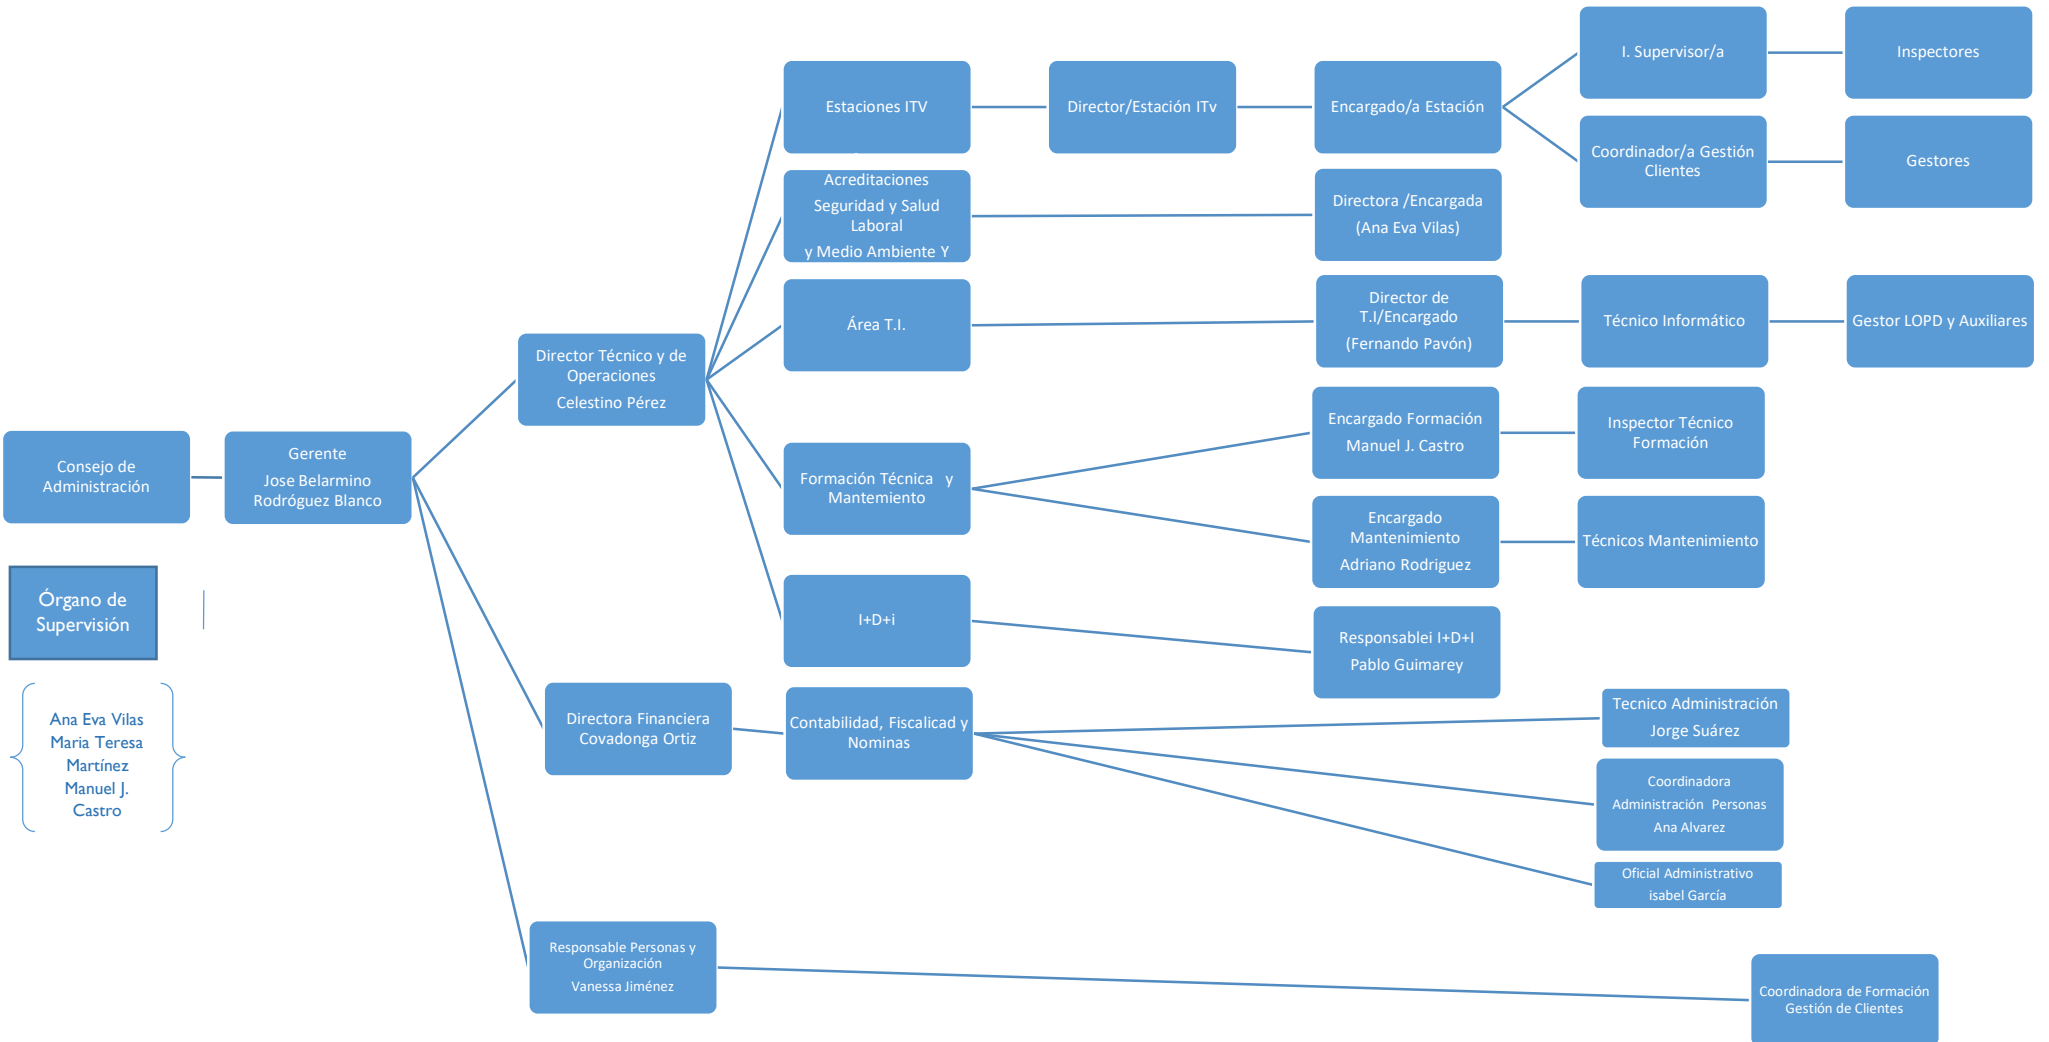 Consejo de
Administración
Gerente
Jose Belarmino
Rodróguez Blanco
Director Técnico y de
Operaciones
Celestino Pérez
Estaciones ITV
Director/Estación ITv
Encargado/a Estación
I. Supervisor/a
Inspectores
Coordinador/a Gestión
Clientes
Gestores
Acreditaciones
Seguridad y Salud
Laboral
y Medio Ambiente Y
Directora /Encargada
(Ana Eva Vilas)
Área T.I.
Director de
T.I/Encargado
(Fernando Pavón)
Técnico Informático
Gestor LOPD y Auxiliares
Formación Técnica y
Mantemiento
Encargado Formación
Manuel J. Castro
Inspector Técnico
Formación
Encargado
Mantenimiento
Adriano Rodriguez
Técnicos Mantenimiento
I+D+i
Responsablei I+D+I
Pablo Guimarey
Directora Financiera
Covadonga Ortiz
Contabilidad, Fiscalicad y
Nominas
Tecnico Administración
Jorge Suárez
Coordinadora
Administración Personas
Ana Alvarez
Oficial Administrativo
isabel García
Responsable Personas y
Organización
Vanessa Jiménez
Coordinadora de Formación
Gestión de Clientes
Órgano de
Supervisión
Ana Eva Vilas
Maria Teresa
Martínez
Manuel J.
Castro